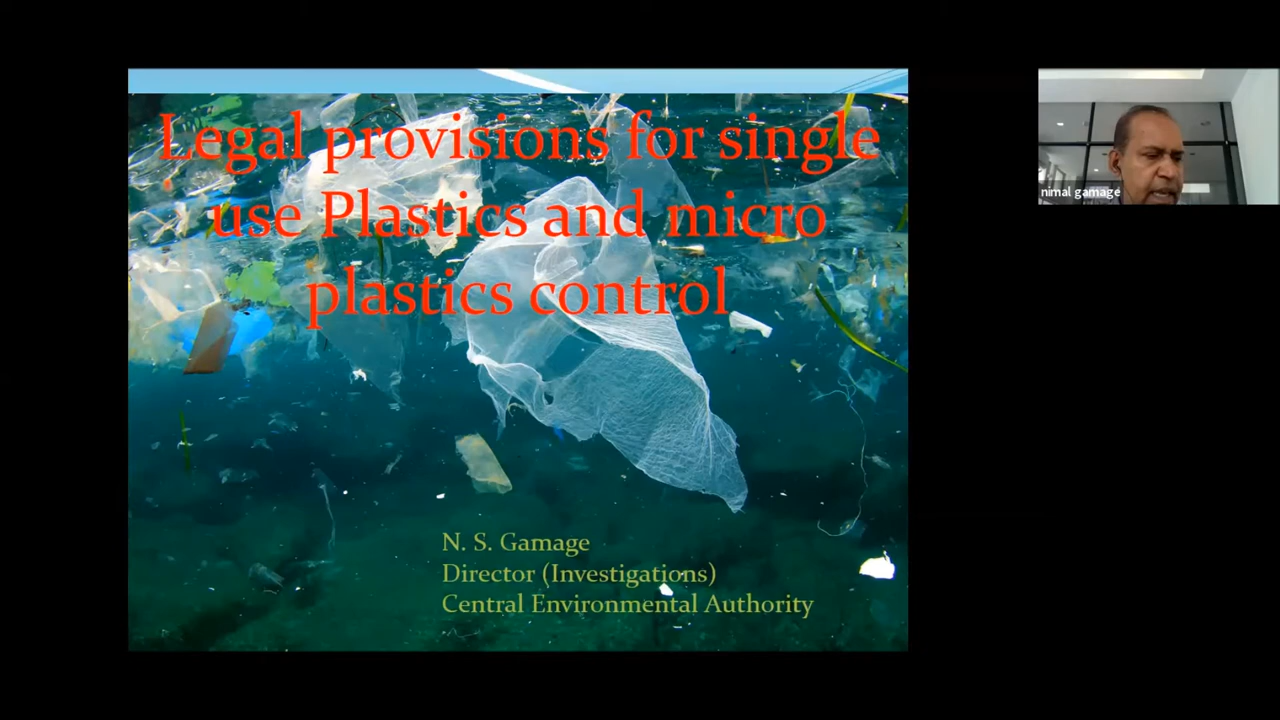 Legal provisions for single
use Plastics and micro
plastics control
N. S. Gamage
Director (Investigations)
Central Environmental Authority
nimal gamage